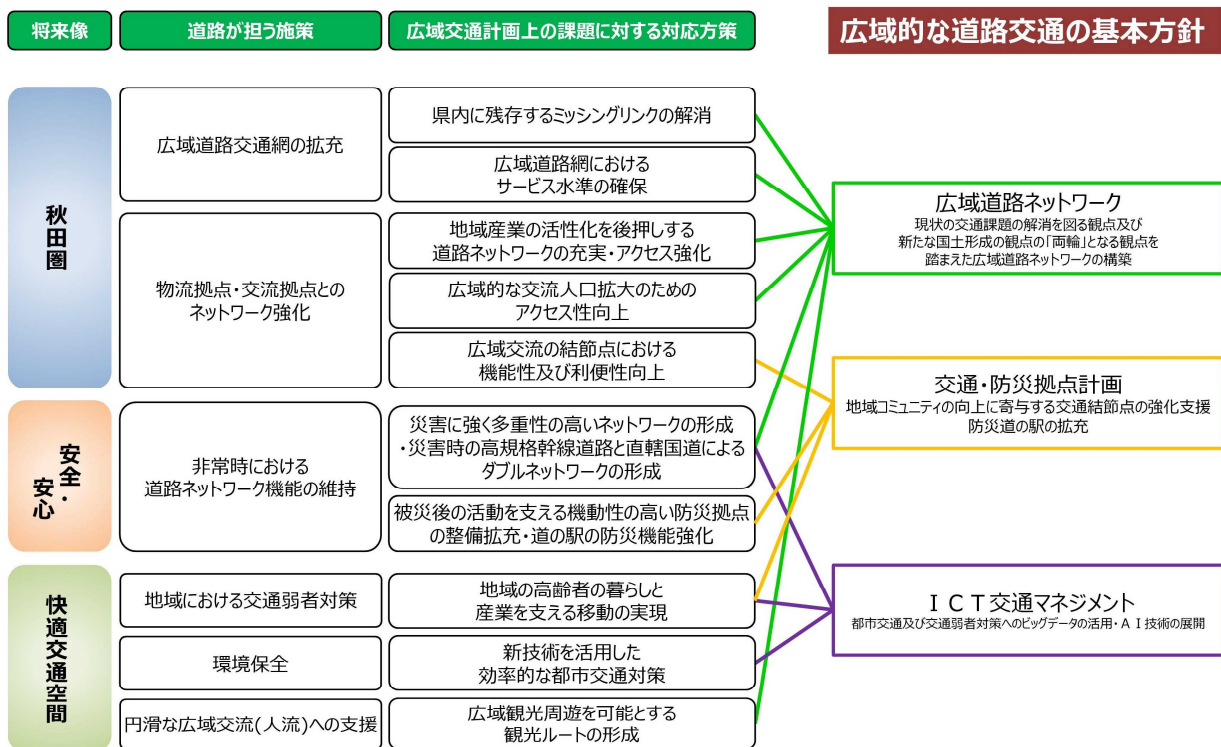 将来像
道路が担う施策
広域交通計画上の課題に対する対応方策
広域的な道路交通の基本方針
秋田圏
広域道路交通網の拡充
県内に残存するミッシングリンクの解消
広域道路網における
サービス水準の確保
物流拠点・交流拠点との
ネットワーク強化
地域産業の活性化を後押しする
道路ネットワークの充実・アクセス強化
広域的な交流人口拡大のための
アクセス性向上
広域交流の結節点における
機能性及び利便性向上
安全・
安心
非常時における
道路ネットワーク機能の維持
災害に強く多重性の高いネットワークの形成
・災害時の高規格幹線道路と直轄国道による
ダブルネットワークの形成
被災後の活動を支える機動性の高い防災拠点
の整備拡充・道の駅の防災機能強化
快適交通空間
地域における交通弱者対策
地域の高齢者の暮らしと
産業を支える移動の実現
環境保全
新技術を活用した
効率的な都市交通対策
円滑な広域交流(人流)への支援
広域観光周遊を可能とする
観光ルートの形成
広域道路ネットワーク
現状の交通課題の解消を図る観点及び
新たな国土形成の観点の「両輪」となる観点を
踏まえた広域道路ネットワークの構築
交通・防災拠点計画
地域コミュニティの向上に寄与する交通結節点の強化支援
防災道の駅の拡充
ＩＣＴ交通マネジメント
都市交通及び交通弱者対策へのビッグデータの活用・ＡＩ技術の展開